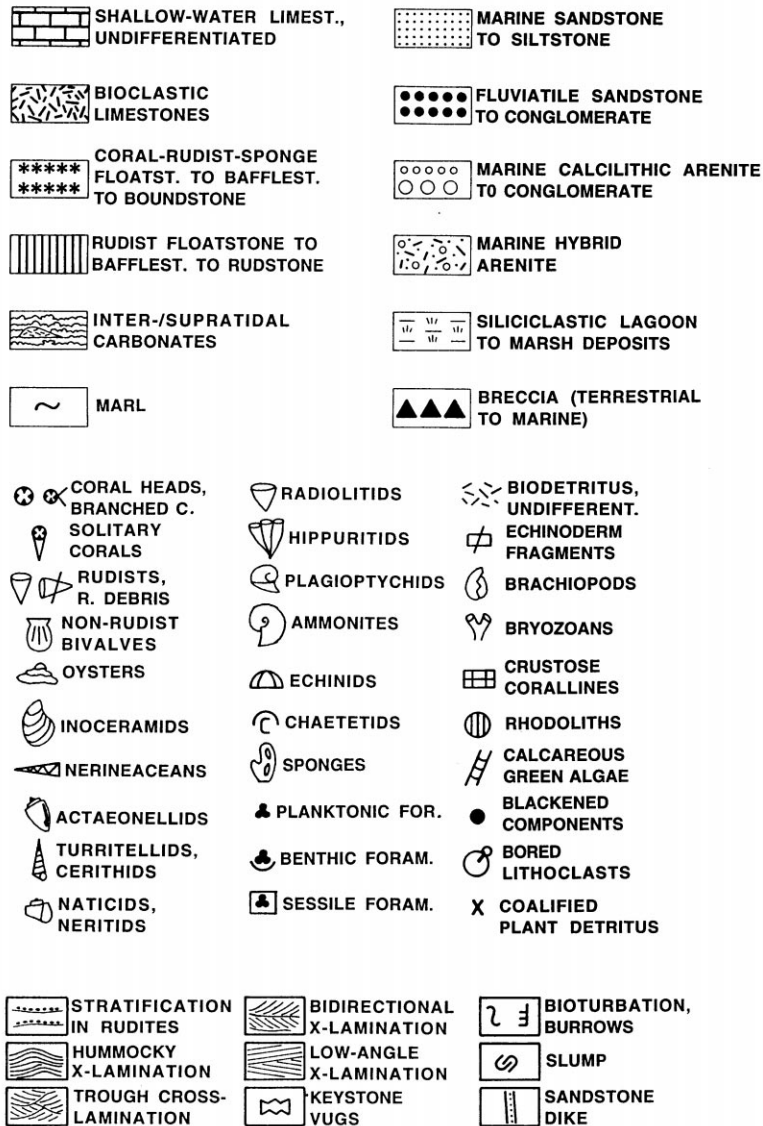 SHALLOW-WATER LIMEST.,
UNDIFFERENTIATED
BIOCLASTIC
LIMESTONES
CORAL-RUDIST-SPONGE
FLOATST. TO BAFFLEST.
TO BOUNDSTONE
RUDIST FLOATSTONE TO
BAFFLEST. TO RUDSTONE
INTER-/SUPRATIDAL
CARBONATES
MARL
MARINE SANDSTONE
TO SILTSTONE
FLUVIATILE SANDSTONE
TO CONGLOMERATE
MARINE CALCILITHIC ARENITE
TO CONGLOMERATE
MARINE HYBRID
ARENITE
SILICICLASTIC LAGOON
TO MARSH DEPOSITS
BRECCIA (TERRESTRIAL
TO MARINE)
CORAL HEADS,
BRANCHED C.
SOLITARY
CORALS
RUDISTS,
R. DEBRIS
NON-RUDIST
BIVALVES
OYSTERS
INOCERAMIDS
NERINEACEANS
ACTAEONELLIDS
TURRITELLIDS,
CERITHIDS
NATICIDS,
NERITIDS
RADIOLITIDS
HIPPURITIDS
PLAGIOPTYCHIDS
AMMONITES
ECHINIDS
CHAETETIDS
SPONGES
PLANKTONIC FOR.
BENTHIC FORAM.
SESSILE FORAM.
BIODETRITUS,
UNDIFFERENT.
ECHINODERM
FRAGMENTS
BRACHIOPODS
BRYOZOANS
CRUSTOSE
CORALLINES
RHODOLITHS
CALCAREOUS
GREEN ALGAE
BLACKENED
COMPONENTS
BORED
LITHOCLASTS
X COALIFIED
PLANT DETRITUS
STRATIFICATION
IN RUDITES
HUMMOCKY
X-LAMINATION
TROUGH CROSS-
LAMINATION
BIDIRECTIONAL
X-LAMINATION
LOW-ANGLE
X-LAMINATION
KEYSTONE
VUGS
BIOTURBATION,
BURROWS
SLUMP
SANDSTONE
DIKE